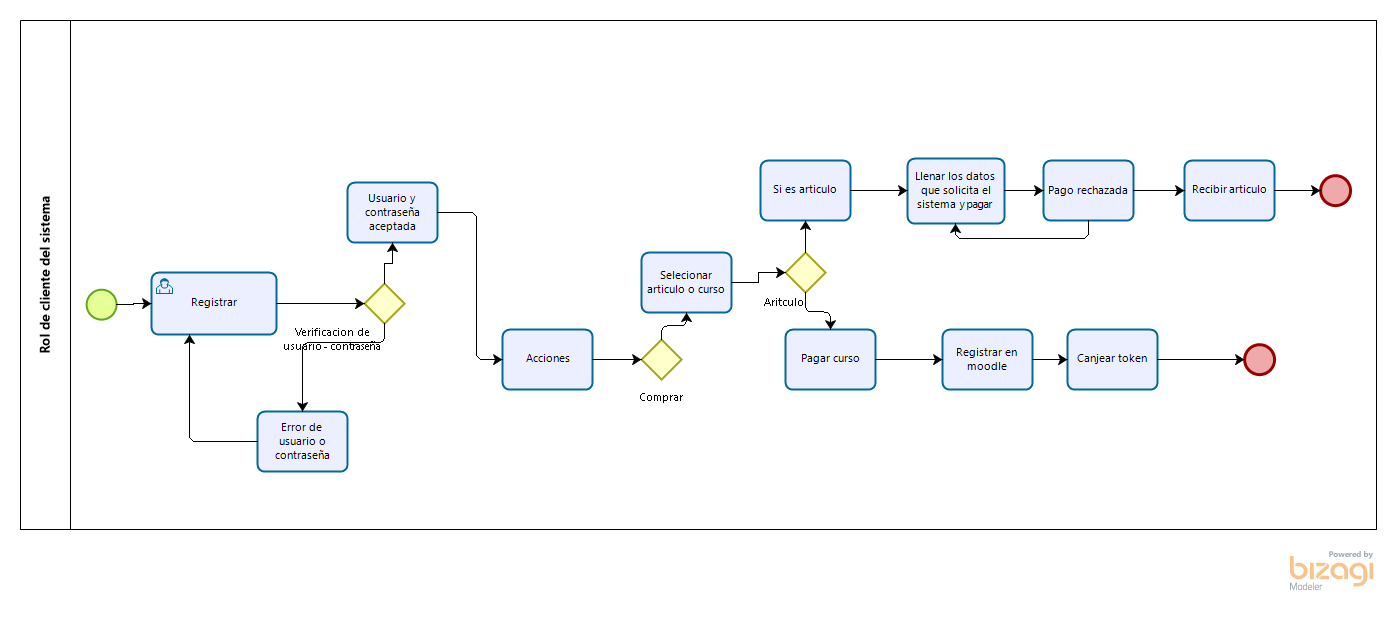 Rol de cliente del sistema
Registrar
Verificacion de
usuario - contraseña
Usuario y
contraseña
aceptada
Error de
usuario o
contraseña
Acciones
Comprar
Selecionar
articulo o curso
Aritculo
Si es articulo
Llenar los datos
que solicita el
sistema y pagar
Pago rechazada
Recibir articulo
Pagar curso
Registrar en
moodle
Canjear token
Powered by
bizagi
Modeler